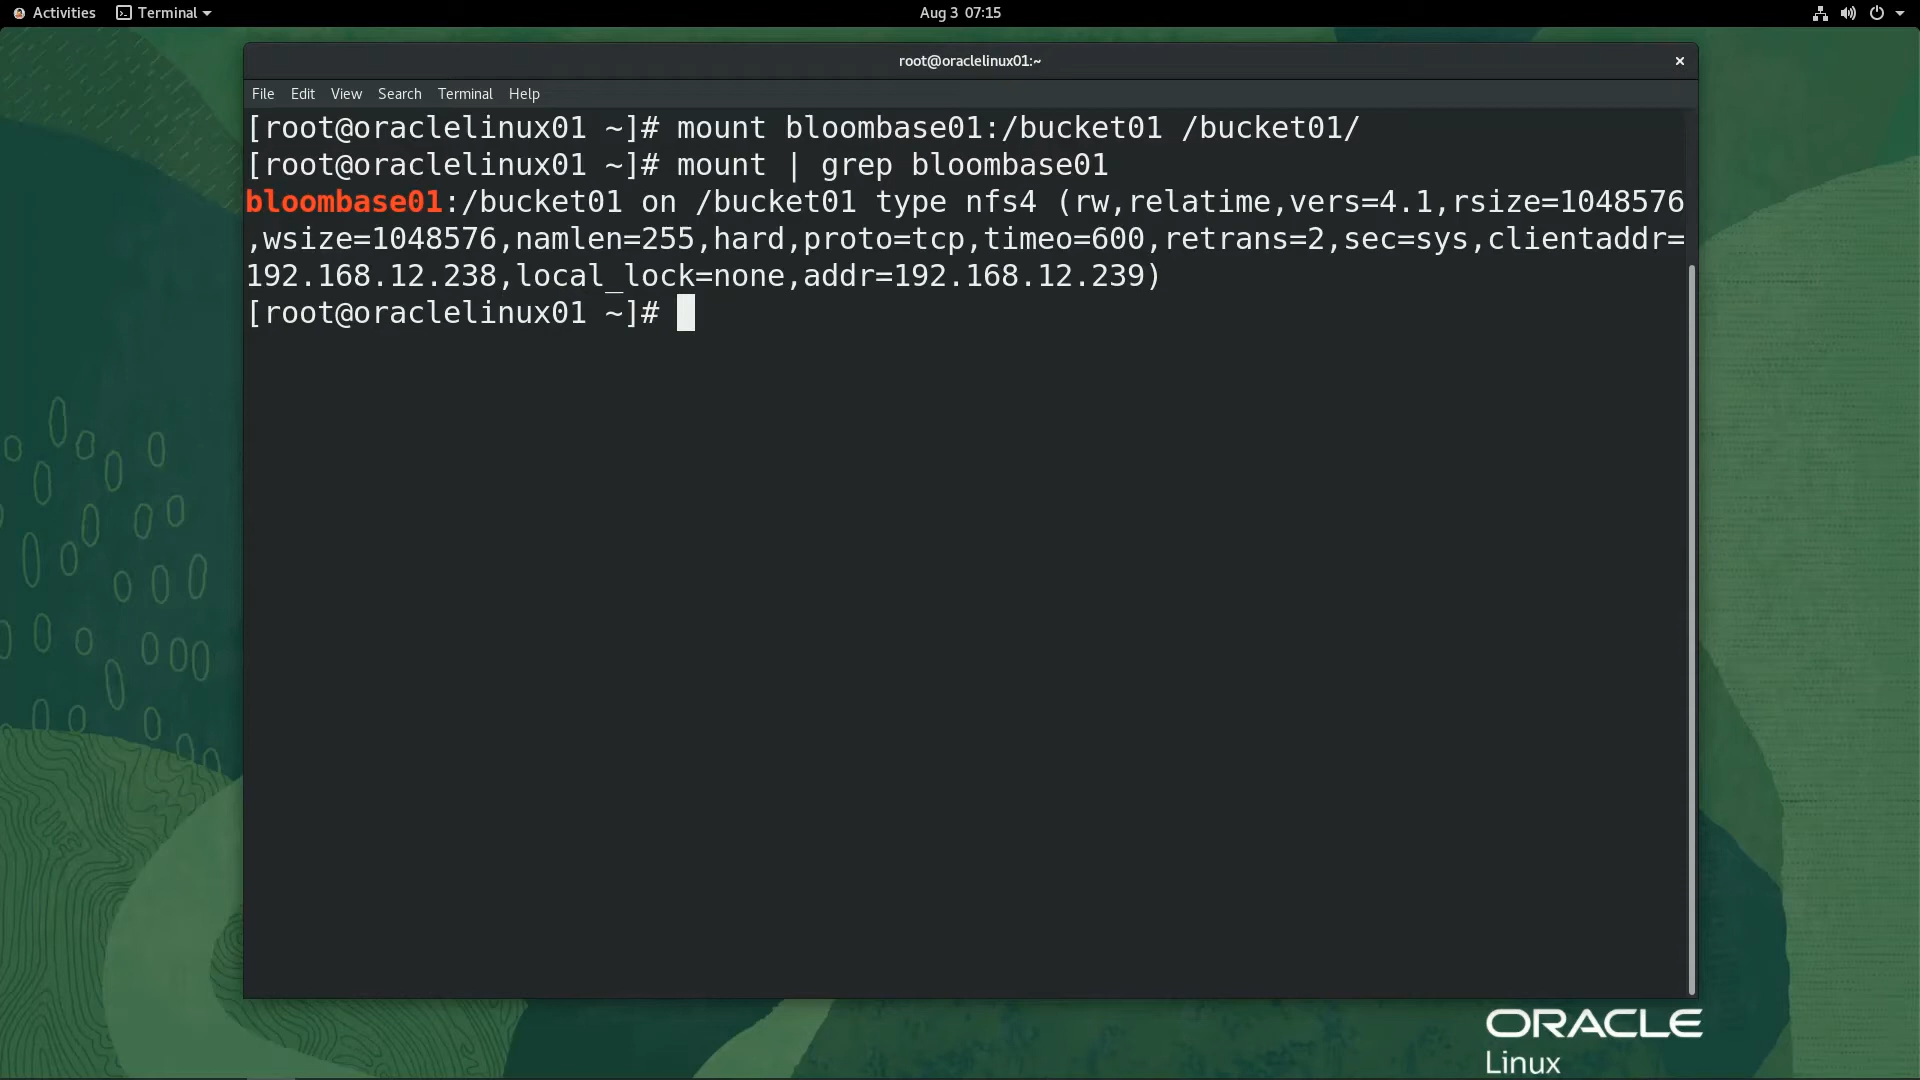 Activities Terminal Aug 3 07:15
root@oraclelinux01:~ ×
File Edit View Search Terminal Help
[root@oraclelinux01 ~]# mount bloombase01:/bucket01 /bucket01/
[root@oraclelinux01 ~]# mount | grep bloombase01
bloombase01:/bucket01 on /bucket01 type nfs4 (rw,relatime,vers=4.1,rsize=1048576
,wsize=1048576,namlen=255,hard,proto=tcp,timeo=600,retrans=2,sec=sys,clientaddr=
192.168.12.238,local_lock=none,addr=192.168.12.239)
[root@oraclelinux01 ~]#
ORACLE
Linux